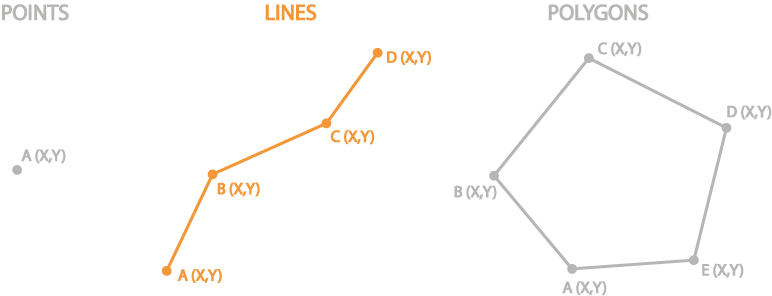 POINTS
A (X,Y)
LINES
D (X,Y)
C (X,Y)
B (X,Y)
A (X,Y)
POLYGONS
C (X,Y)
D (X,Y)
B (X,Y)
E (X,Y)
A (X,Y)